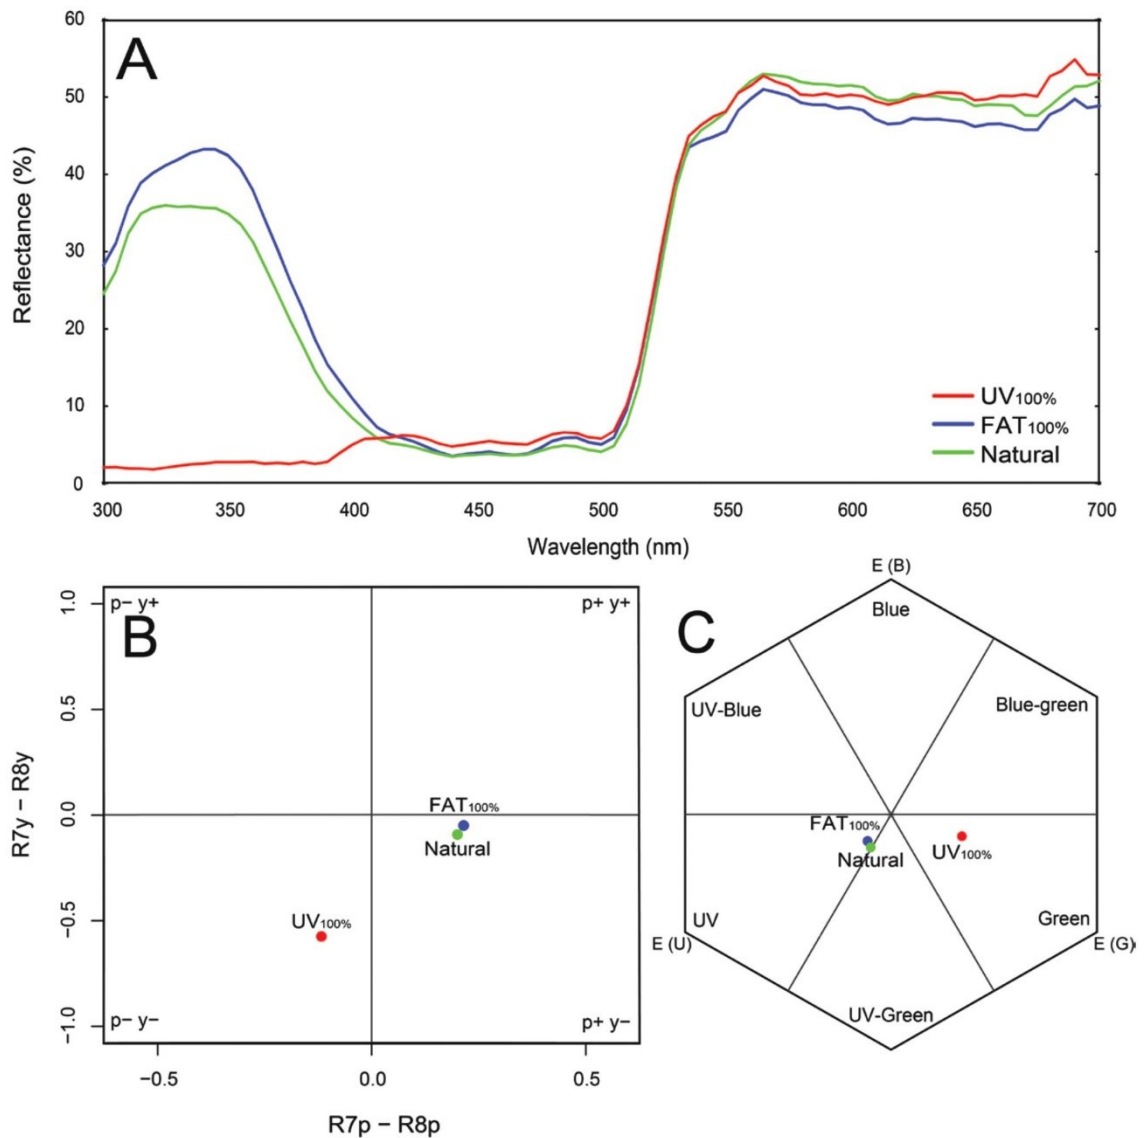 A
Reflectance (%)
60
50
40
30
20
10
0
UV100%
FAT100%
Natural
300 350 400 450 500 550 600 650 700
Wavelength (nm)
B
p− y+
p+ y+
R7y − R8y
1.0
0.5
0.0
−0.5
−1.0
FAT100%
Natural
UV100%
p− y−
p+ y−
−0.5 0.0 0.5
R7p − R8p
C
E (B)
Blue
UV-Blue
Blue-green
FAT100%
Natural
UV100%
UV
Green
E (U)
E (G)
UV-Green